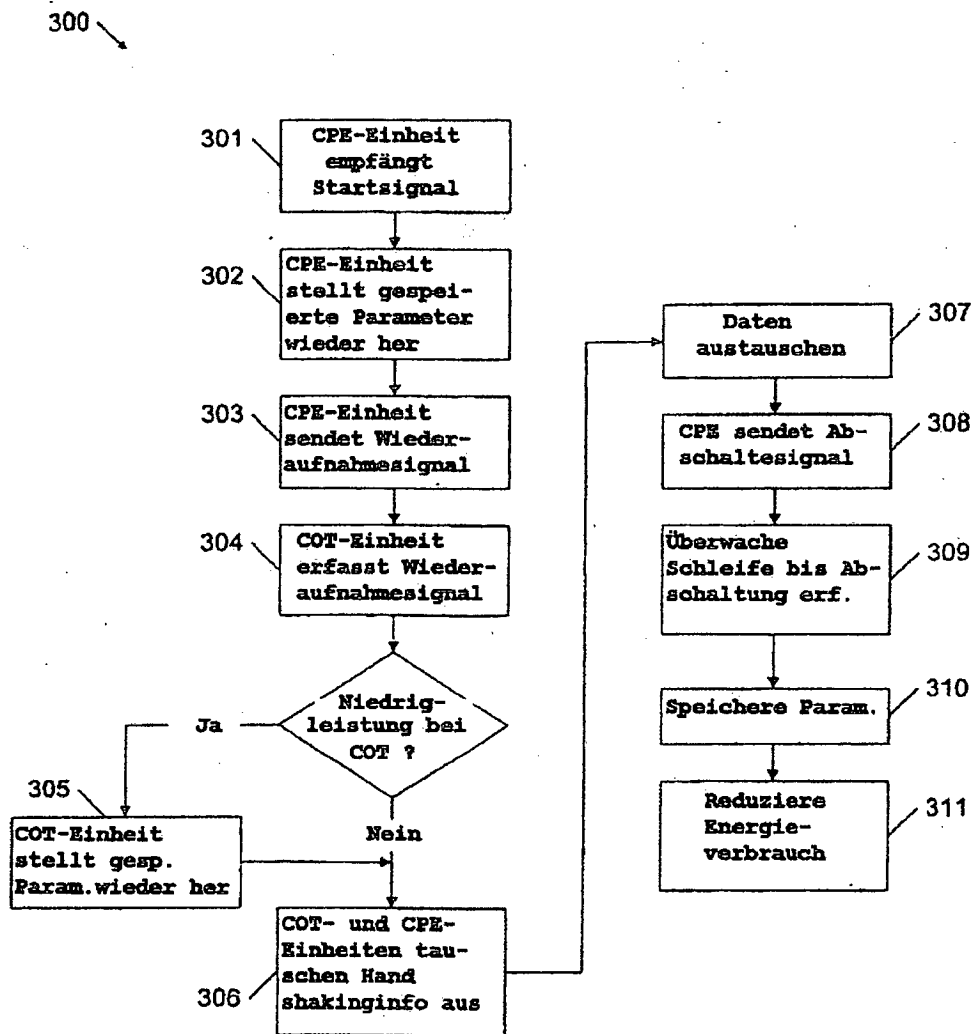 300
301
CPE-Einheit
empfängt
Startsignal
302
CPE-Einheit
stellt gespei-
erte Parameter
wieder her
303
CPE-Einheit
sendet Wieder-
aufnahmesignal
304
COT-Einheit
erfasst Wieder-
aufnahmesignal
Niedrig-
leistung bei
COT ?
Ja
Nein
305
COT-Einheit
stellt gesp.
Param.wieder her
306
COT- und CPE-
Einheiten tau-
schen Hand
shakinginfo aus
307
Daten
austauschen
308
CPE sendet Ab-
schaltesignal
309
Überwache
Schleife bis Ab-
schaltung erf.
310
Speichere Param.
311
Reduziere
Energie-
verbrauch